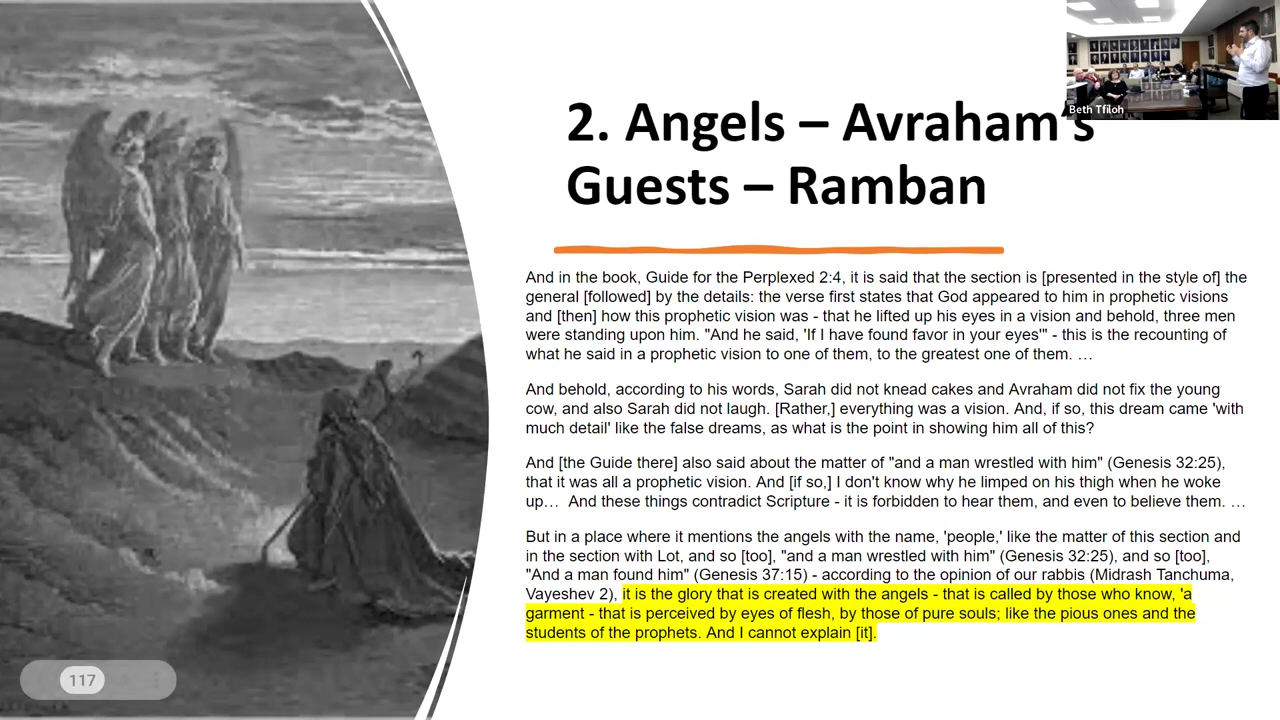 Beth Tfiloh
2. Angels – Avraham's
Guests – Ramban
And in the book, Guide for the Perplexed 2:4, it is said that the section is [presented in the style of] the
general [followed] by the details: the verse first states that God appeared to him in prophetic visions
and [then] how this prophetic vision was - that he lifted up his eyes in a vision and behold, three men
were standing upon him. "And he said, 'If I have found favor in your eyes'" - this is the recounting of
what he said in a prophetic vision to one of them, to the greatest one of them. …
And behold, according to his words, Sarah did not knead cakes and Avraham did not fix the young
cow, and also Sarah did not laugh. [Rather,] everything was a vision. And, if so, this dream came 'with
much detail' like the false dreams, as what is the point in showing him all of this?
And [the Guide there] also said about the matter of "and a man wrestled with him" (Genesis 32:25),
that it was all a prophetic vision. And [if so,] I don't know why he limped on his thigh when he woke
up… And these things contradict Scripture - it is forbidden to hear them, and even to believe them. …
But in a place where it mentions the angels with the name, 'people,' like the matter of this section and
in the section with Lot, and so [too], "and a man wrestled with him" (Genesis 32:25), and so [too],
"And a man found him" (Genesis 37:15) - according to the opinion of our rabbis (Midrash Tanchuma,
Vayeshev 2), it is the glory that is created with the angels - that is called by those who know, 'a
garment - that is perceived by eyes of flesh, by those of pure souls; like the pious ones and the
students of the prophets. And I cannot explain [it].
117